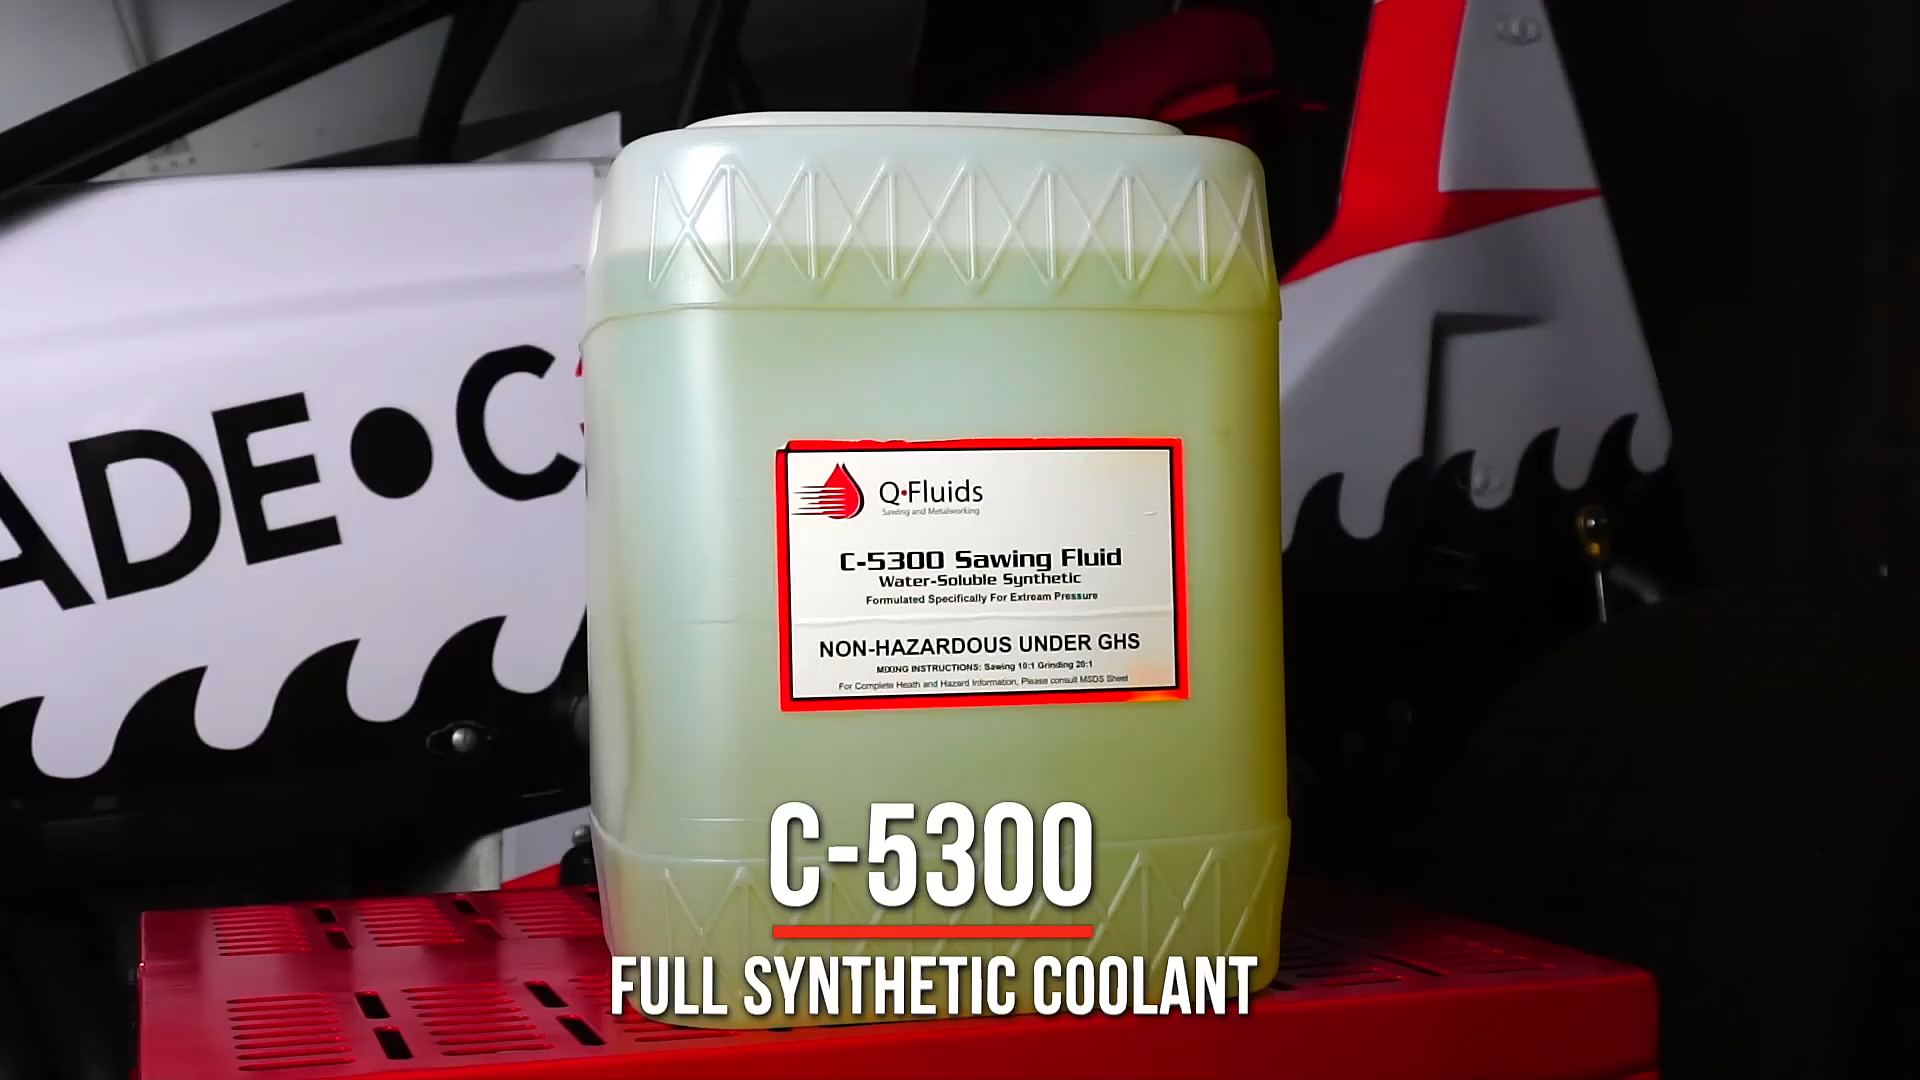 ADE•C
Q•Fluids
Sawing and Metalworking
C-5300 Sawing Fluid
Water-Soluble Synthetic
Formulated Specifically For Extream Pressure
NON-HAZARDOUS UNDER GHS
MIXING INSTRUCTIONS: Sawing 10:1 Grinding 20:1
For Complete Heath and Hazard Information, Please consult MSDS Sheet
C-5300
FULL SYNTHETIC COOLANT